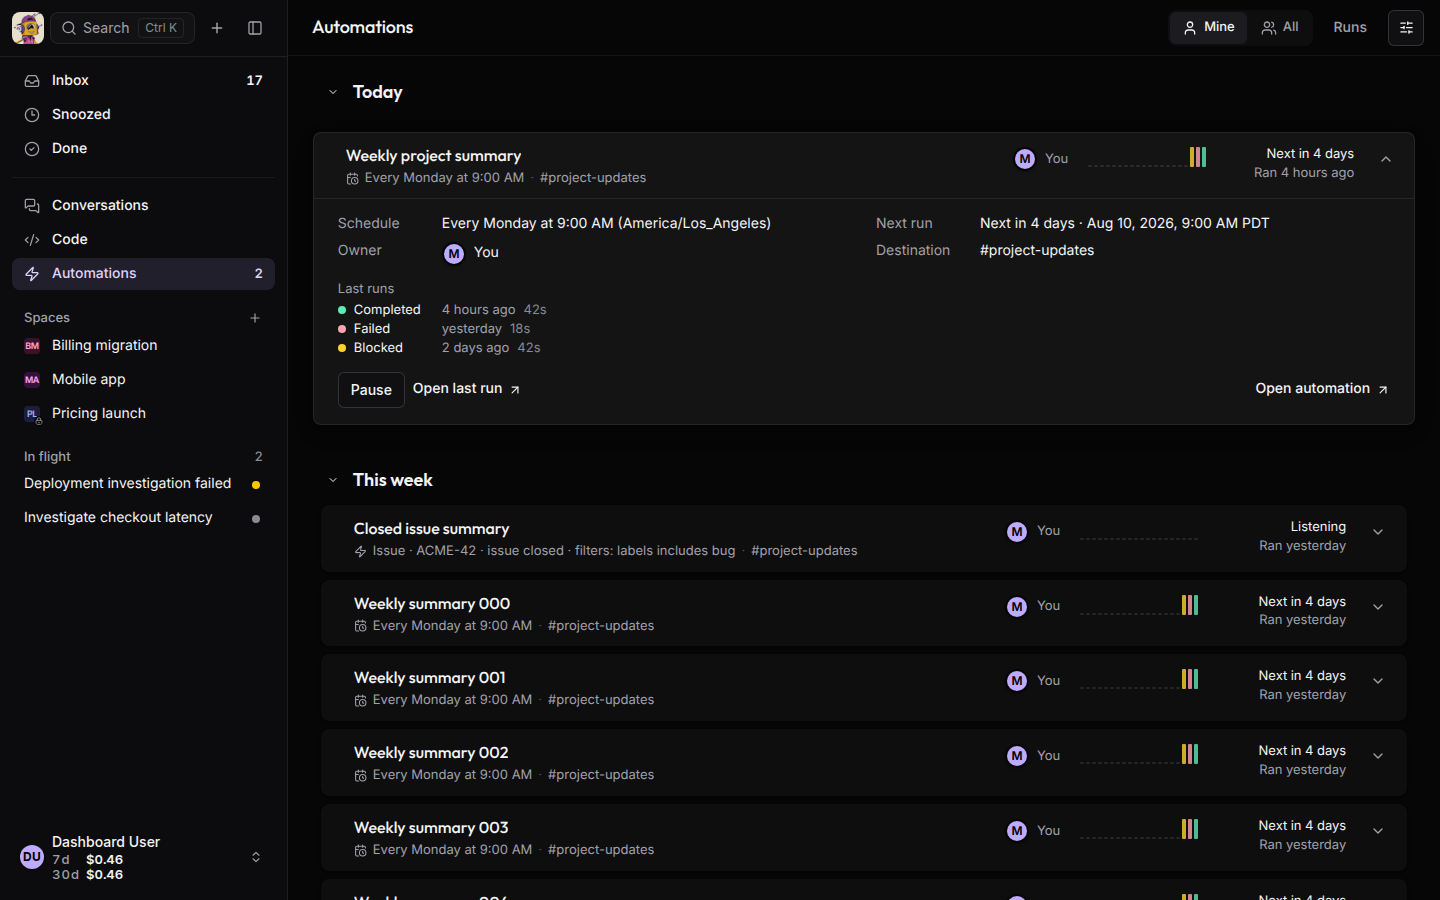 Search Ctrl K
Inbox 17
Snoozed
Done
Conversations
Code
Automations 2
Spaces
BM Billing migration
MA Mobile app
PL Pricing launch
In flight 2
Deployment investigation failed
Investigate checkout latency
DU Dashboard User
7d $0.46
30d $0.46
Automations
Mine All Runs
Today
Weekly project summary
Every Monday at 9:00 AM · #project-updates
M You
Next in 4 days
Ran 4 hours ago
Schedule Every Monday at 9:00 AM (America/Los_Angeles)
Next run Next in 4 days · Aug 10, 2026, 9:00 AM PDT
Owner M You
Destination #project-updates
Last runs
Completed 4 hours ago 42s
Failed yesterday 18s
Blocked 2 days ago 42s
Pause Open last run
Open automation
This week
Closed issue summary
Issue · ACME-42 · issue closed · filters: labels includes bug · #project-updates
M You
Listening
Ran yesterday
Weekly summary 000
Every Monday at 9:00 AM · #project-updates
M You
Next in 4 days
Ran yesterday
Weekly summary 001
Every Monday at 9:00 AM · #project-updates
M You
Next in 4 days
Ran yesterday
Weekly summary 002
Every Monday at 9:00 AM · #project-updates
M You
Next in 4 days
Ran yesterday
Weekly summary 003
Every Monday at 9:00 AM · #project-updates
M You
Next in 4 days
Ran yesterday